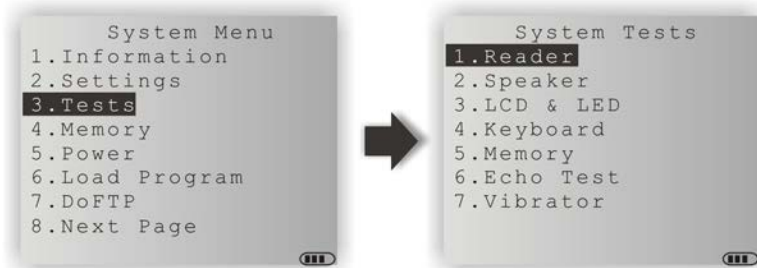 System Menu
1.Information
2.Settings
3.Tests
4.Memory
5.Power
6.Load Program
7.DoFTP
8.Next Page
System Tests
1.Reader
2.Speaker
3.LCD & LED
4.Keyboard
5.Memory
6.Echo Test
7.Vibrator